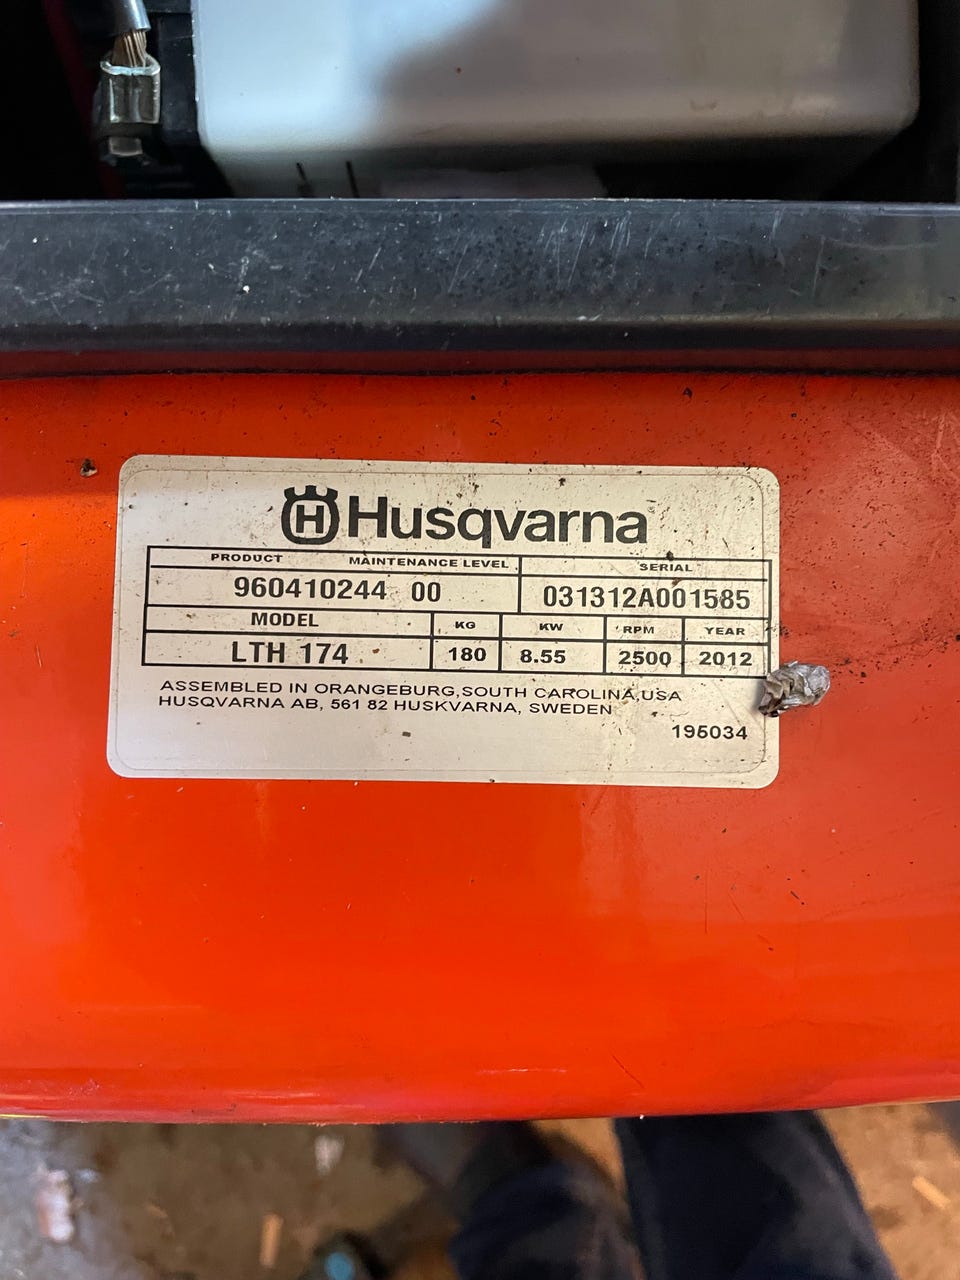 Husqvarna
PRODUCT MAINTENANCE LEVEL SERIAL
960410244 00 031312A001585
MODEL KG KW RPM YEAR
LTH 174 180 8.55 2500 2012
ASSEMBLED IN ORANGEBURG,SOUTH CAROLINA,USA
HUSQVARNA AB, 561 82 HUSKVARNA, SWEDEN
195034